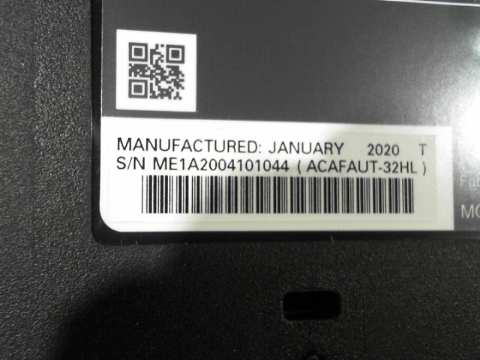 MANUFACTURED: JANUARY 2020 T
S/N ME1A2004101044 ( ACAFAUT-32HL )